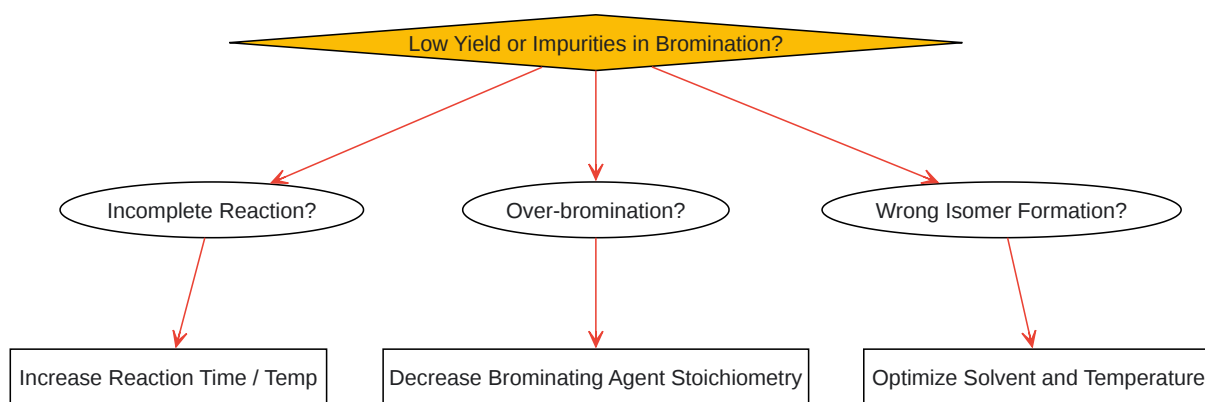 Low Yield or Impurities in Bromination?
Incomplete Reaction?
Over-bromination?
Wrong Isomer Formation?
Increase Reaction Time / Temp
Decrease Brominating Agent Stoichiometry
Optimize Solvent and Temperature